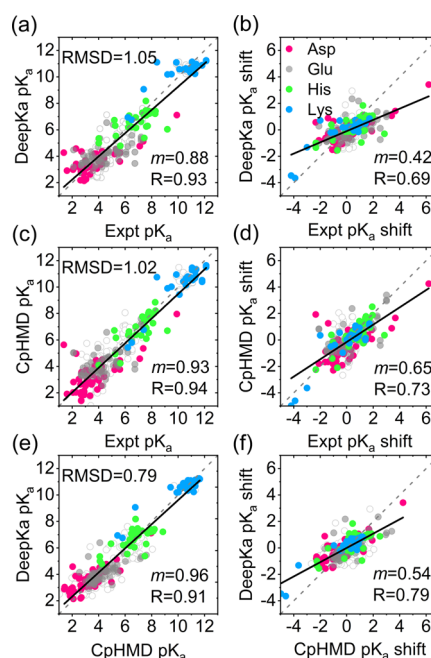 (a)
RMSD=1.05
m=0.88
R=0.93
12
10
8
6
4
2
2 4 6 8 10 12
DeepKa pKa
Expt pKa
(b)
Asp
Glu
His
Lys
m=0.42
R=0.69
6
4
2
0
-2
-4
-4 -2 0 2 4 6
DeepKa pKa shift
Expt pKa shift
(c)
RMSD=1.02
m=0.93
R=0.94
12
10
8
6
4
2
2 4 6 8 10 12
CpHMD pKa
Expt pKa
(d)
m=0.65
R=0.73
6
4
2
0
-2
-4
-4 -2 0 2 4 6
CpHMD pKa shift
Expt pKa shift
(e)
RMSD=0.79
m=0.96
R=0.91
12
10
8
6
4
2
2 4 6 8 10 12
DeepKa pKa
CpHMD pKa
(f)
m=0.54
R=0.79
6
4
2
0
-2
-4
-4 -2 0 2 4 6
DeepKa pKa shift
CpHMD pKa shift